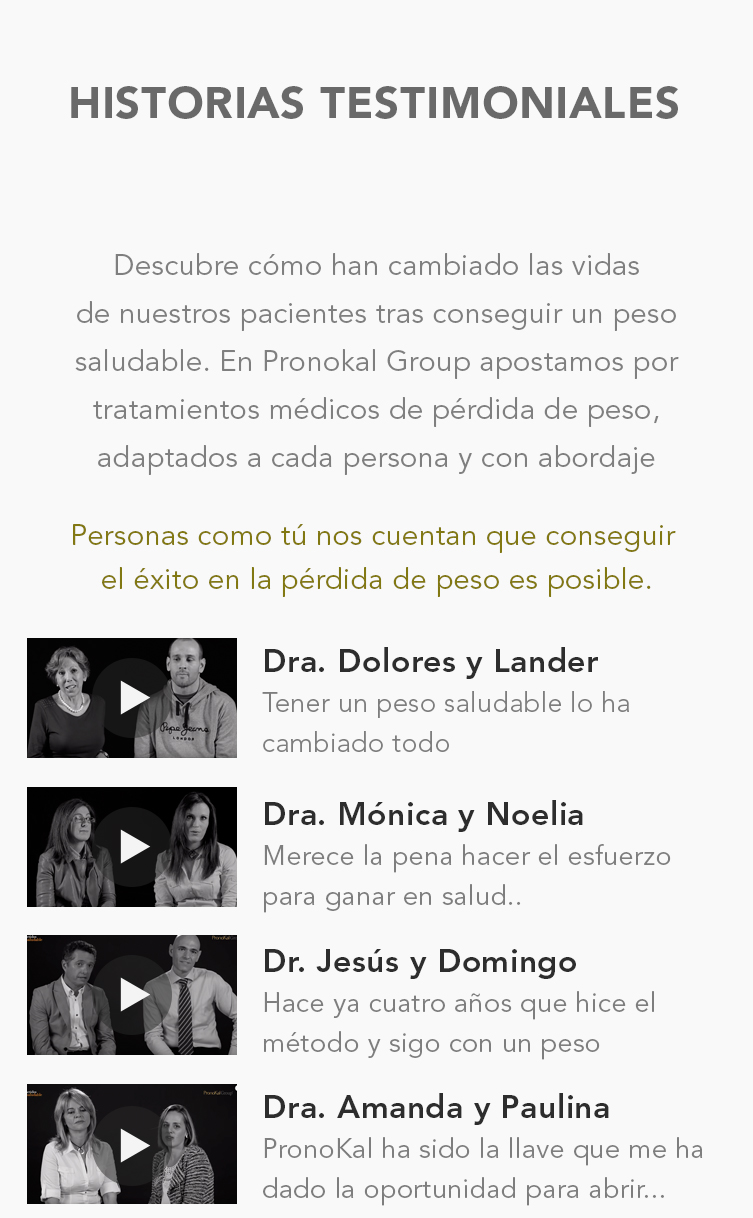 HISTORIAS TESTIMONIALES
Descubre cómo han cambiado las vidas
de nuestros pacientes tras conseguir un peso
saludable. En Pronokal Group apostamos por
tratamientos médicos de pérdida de peso,
adaptados a cada persona y con abordaje
Personas como tú nos cuentan que conseguir
el éxito en la pérdida de peso es posible.
Dra. Dolores y Lander
Tener un peso saludable lo ha
cambiado todo
Pepe Jeans
LONDON
Dra. Mónica y Noelia
Merece la pena hacer el esfuerzo
para ganar en salud..
Dr. Jesús y Domingo
Hace ya cuatro años que hice el
método y sigo con un peso
Dra. Amanda y Paulina
PronoKal ha sido la llave que me ha
dado la oportunidad para abrir...